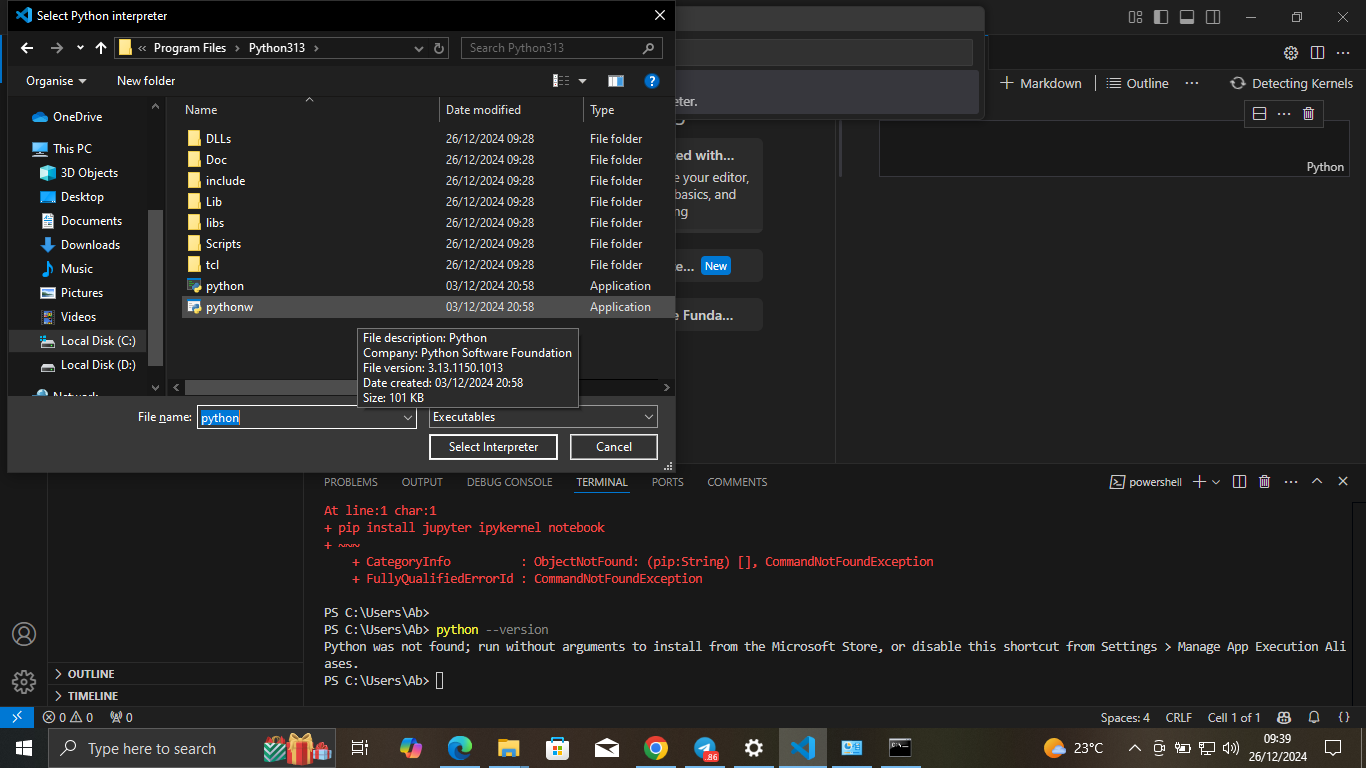 Select Python interpreter
« Program Files › Python313 ›
Search Python313
Organise
New folder
OneDrive
This PC
3D Objects
Desktop
Documents
Downloads
Music
Pictures
Videos
Local Disk (C:)
Local Disk (D:)
Network
Name Date modified Type
DLLs 26/12/2024 09:28 File folder
Doc 26/12/2024 09:28 File folder
include 26/12/2024 09:28 File folder
Lib 26/12/2024 09:28 File folder
libs 26/12/2024 09:28 File folder
Scripts 26/12/2024 09:28 File folder
tcl 26/12/2024 09:28 File folder
python 03/12/2024 20:58 Application
pythonw 03/12/2024 20:58 Application
File description: Python
Company: Python Software Foundation
File version: 3.13.1150.1013
Date created: 03/12/2024 20:58
Size: 101 KB
File name: python
Executables
Select Interpreter Cancel
eter.
ed with...
e your editor,
basics, and
ng
e... New
e Funda...
+ Markdown
Outline
...
Detecting Kernels
Python
PROBLEMS OUTPUT DEBUG CONSOLE TERMINAL PORTS COMMENTS
powershell
At line:1 char:1
+ pip install jupyter ipykernel notebook
+ ~~~
+ CategoryInfo : ObjectNotFound: (pip:String) [], CommandNotFoundException
+ FullyQualifiedErrorId : CommandNotFoundException
PS C:\Users\Ab>
PS C:\Users\Ab> python --version
Python was not found; run without arguments to install from the Microsoft Store, or disable this shortcut from Settings > Manage App Execution Ali
ases.
PS C:\Users\Ab>
OUTLINE
TIMELINE
0 0 0
Spaces: 4 CRLF Cell 1 of 1 {}
Type here to search
.86
23°C
09:39
26/12/2024